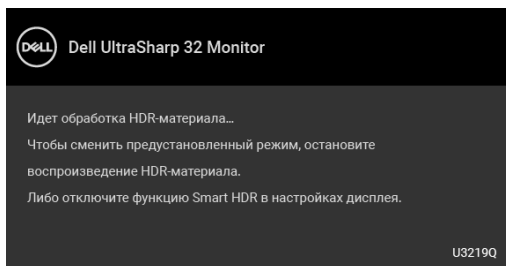 DELL Dell UltraSharp 32 Monitor
Идет обработка HDR-материала...
Чтобы сменить предустановленный режим, остановите
воспроизведение HDR-материала.
Либо отключите функцию Smart HDR в настройках дисплея.
U3219Q